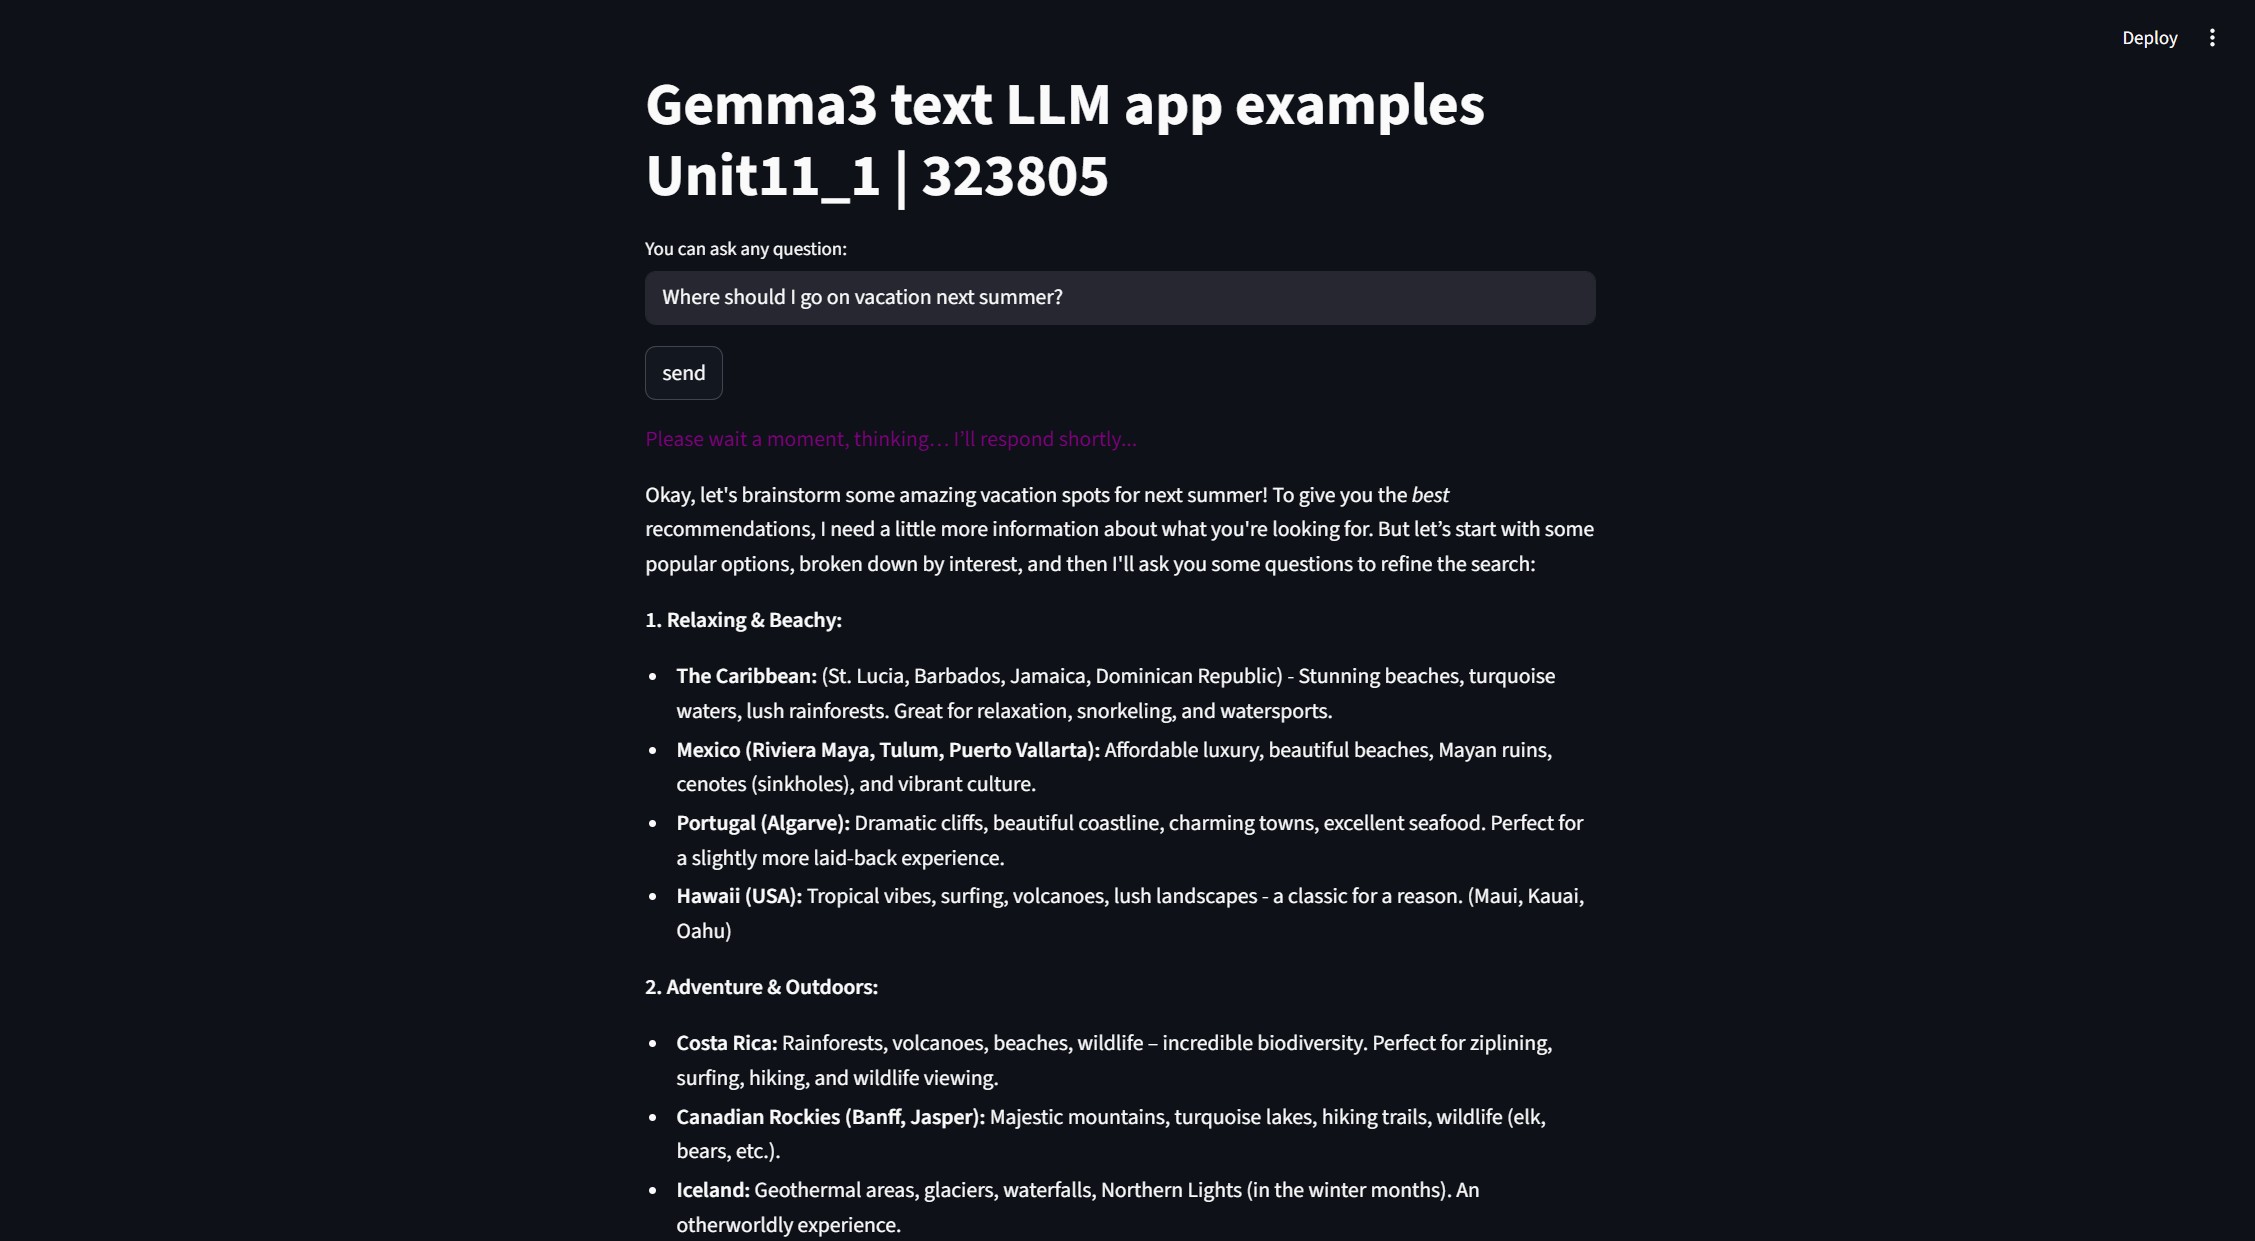 Deploy
Gemma3 text LLM app examples
Unit11_1 | 323805
You can ask any question:
Where should I go on vacation next summer?
send
Please wait a moment, thinking… I’ll respond shortly...
Okay, let's brainstorm some amazing vacation spots for next summer! To give you the best
recommendations, I need a little more information about what you're looking for. But let’s start with some
popular options, broken down by interest, and then I'll ask you some questions to refine the search:
1. Relaxing & Beachy:
• The Caribbean: (St. Lucia, Barbados, Jamaica, Dominican Republic) - Stunning beaches, turquoise
waters, lush rainforests. Great for relaxation, snorkeling, and watersports.
• Mexico (Riviera Maya, Tulum, Puerto Vallarta): Affordable luxury, beautiful beaches, Mayan ruins,
cenotes (sinkholes), and vibrant culture.
• Portugal (Algarve): Dramatic cliffs, beautiful coastline, charming towns, excellent seafood. Perfect for
a slightly more laid-back experience.
• Hawaii (USA): Tropical vibes, surfing, volcanoes, lush landscapes - a classic for a reason. (Maui, Kauai,
Oahu)
2. Adventure & Outdoors:
• Costa Rica: Rainforests, volcanoes, beaches, wildlife – incredible biodiversity. Perfect for ziplining,
surfing, hiking, and wildlife viewing.
• Canadian Rockies (Banff, Jasper): Majestic mountains, turquoise lakes, hiking trails, wildlife (elk,
bears, etc.).
• Iceland: Geothermal areas, glaciers, waterfalls, Northern Lights (in the winter months). An
otherworldly experience.